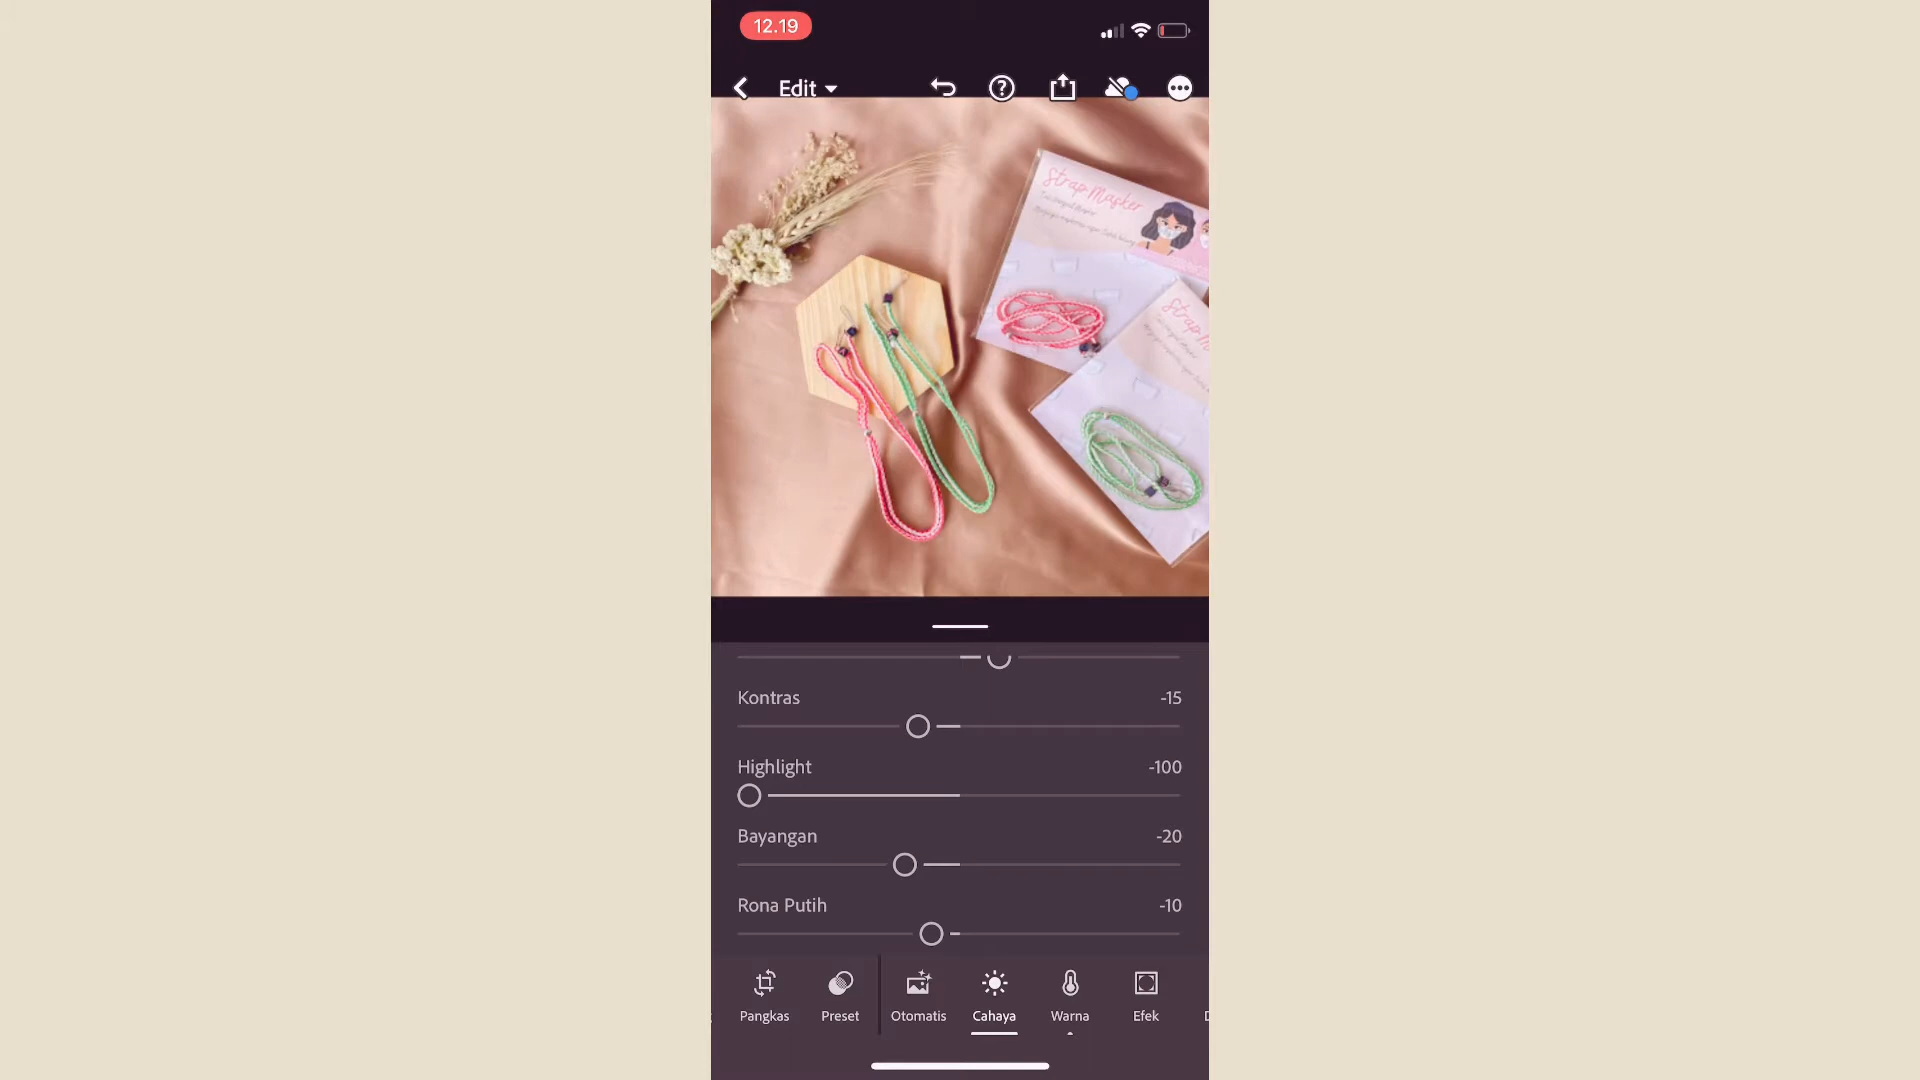 12.19
Edit
Strap Masker
Strap M
Kontras -15
Highlight -100
Bayangan -20
Rona Putih -10
Pangkas Preset Otomatis Cahaya Warna Efek